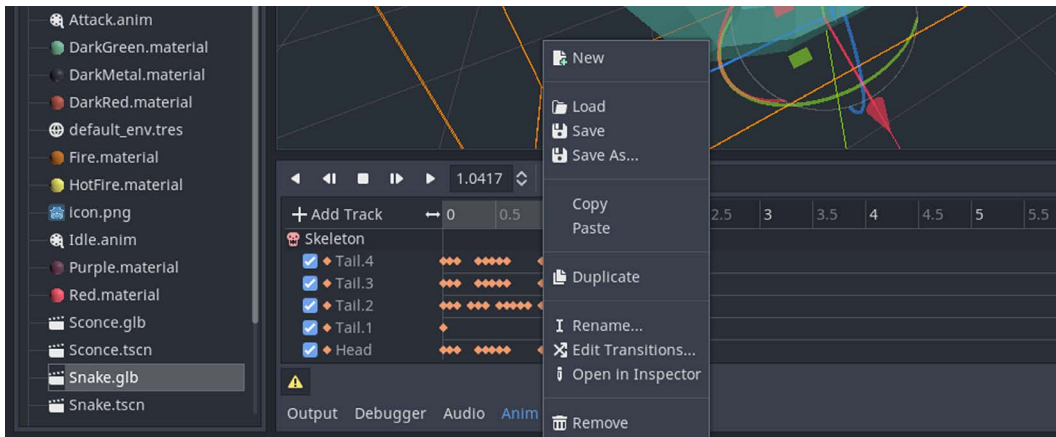 Attack.anim
DarkGreen.material
DarkMetal.material
DarkRed.material
default_env.tres
Fire.material
HotFire.material
icon.png
Idle.anim
Purple.material
Red.material
Sconce.glb
Sconce.tscn
Snake.glb
Snake.tscn
1.0417
Add Track 0 0.5 2.5 3 3.5 4 4.5 5 5.5
Skeleton
Tail.4
Tail.3
Tail.2
Tail.1
Head
Output Debugger Audio Anim
New
Load
Save
Save As...
Copy
Paste
Duplicate
Rename...
Edit Transitions...
Open in Inspector
Remove